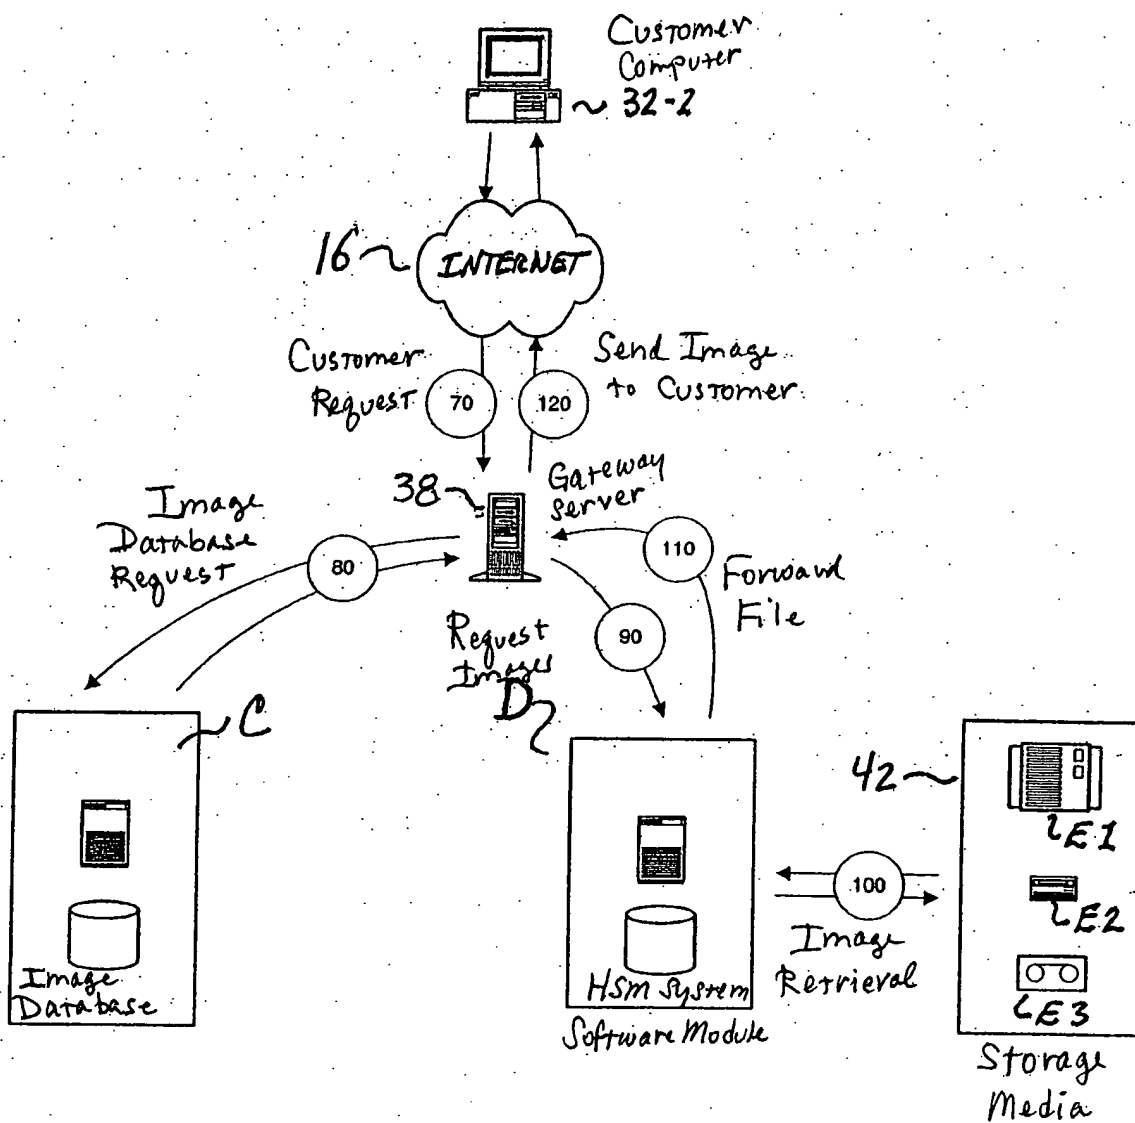 Customer
Computer
32-2
16
INTERNET
Customer
Request
70
120
Send Image
to Customer
38
Gateway
Server
Image
Database
Request
80
110
Forward
File
Request
Images
90
D
C
42
E1
E2
E3
100
Image
Retrieval
Image
Database
HSM System
Software Module
Storage
Media